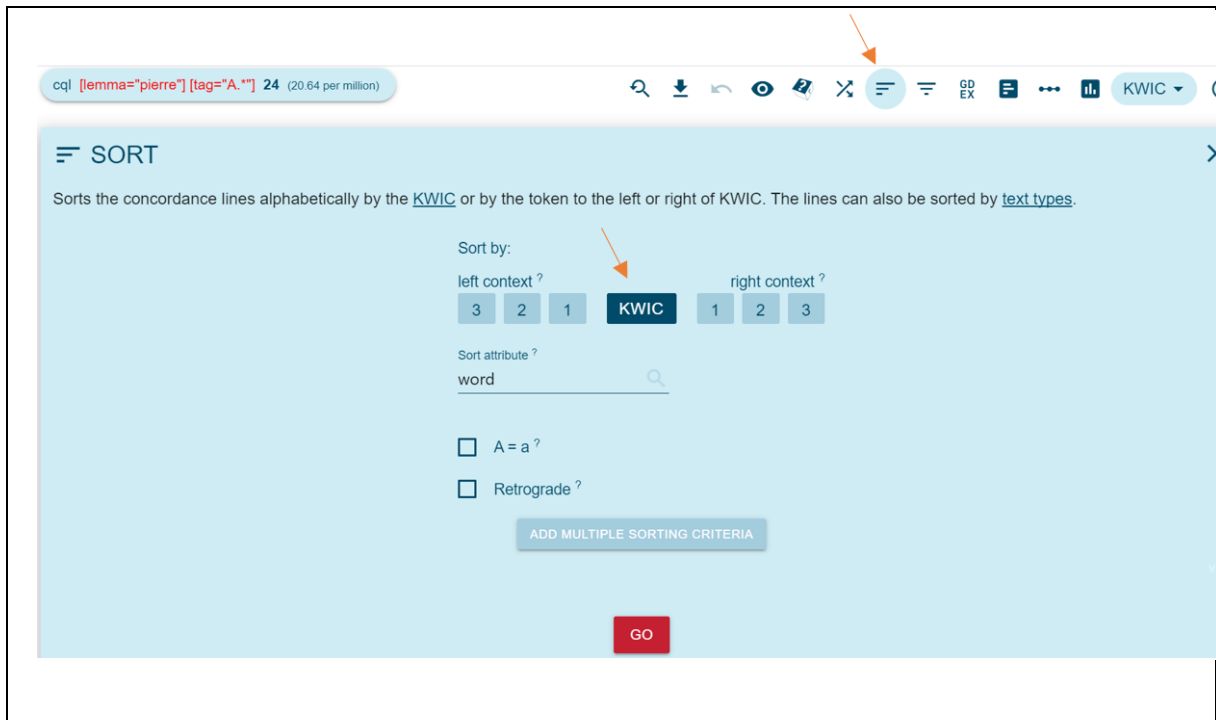 cql [lemma="pierre"] [tag="A.*"] 24 (20.64 per million)
GD
EX
KWIC
SORT
Sorts the concordance lines alphabetically by the KWIC or by the token to the left or right of KWIC. The lines can also be sorted by text types.
Sort by:
left context ? right context ?
3 2 1 KWIC 1 2 3
Sort attribute ?
word
A = a ?
Retrograde ?
ADD MULTIPLE SORTING CRITERIA
GO